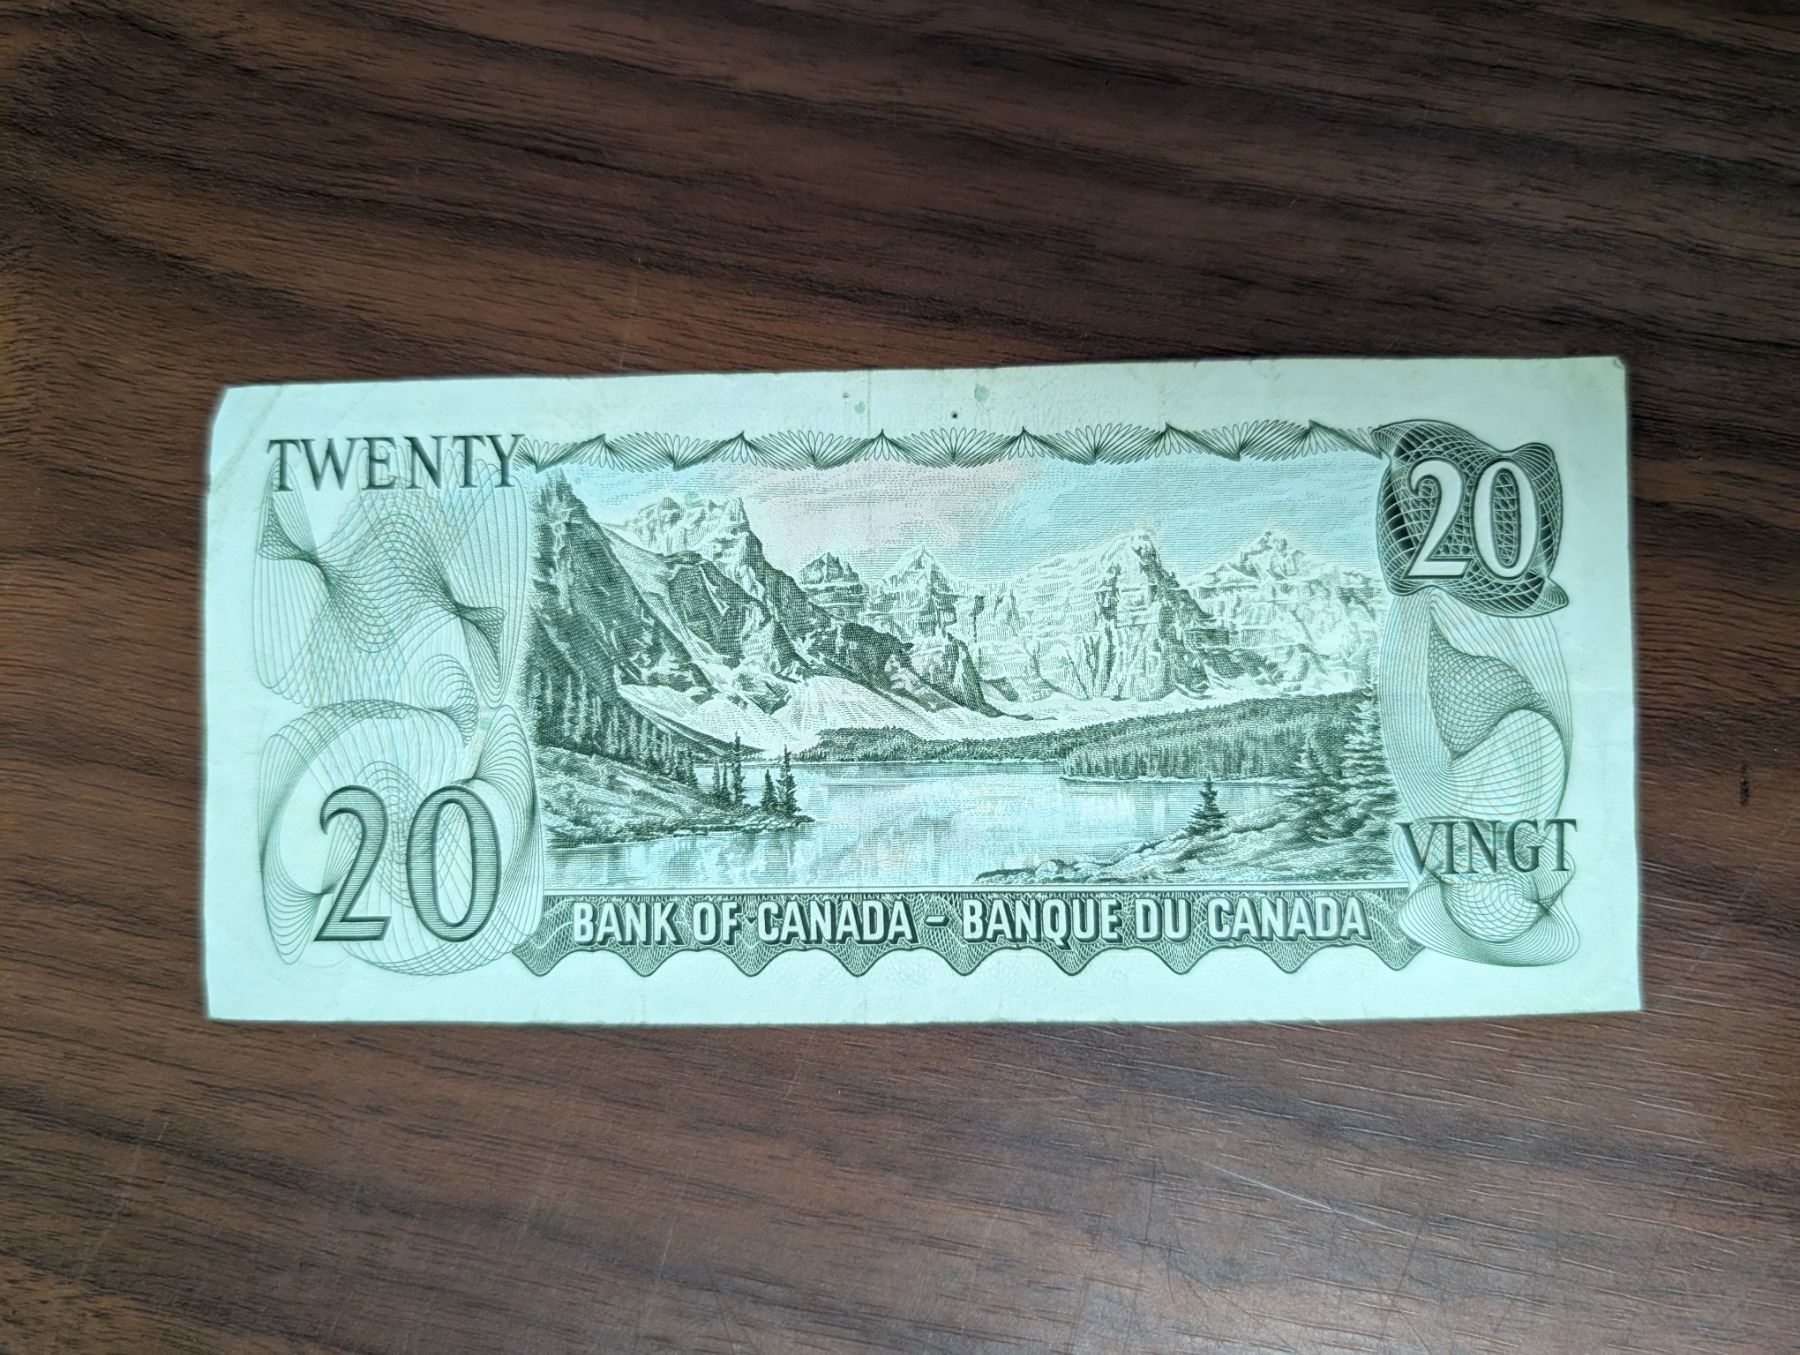 TWENTY
20
20
VINGT
BANK OF CANADA - BANQUE DU CANADA